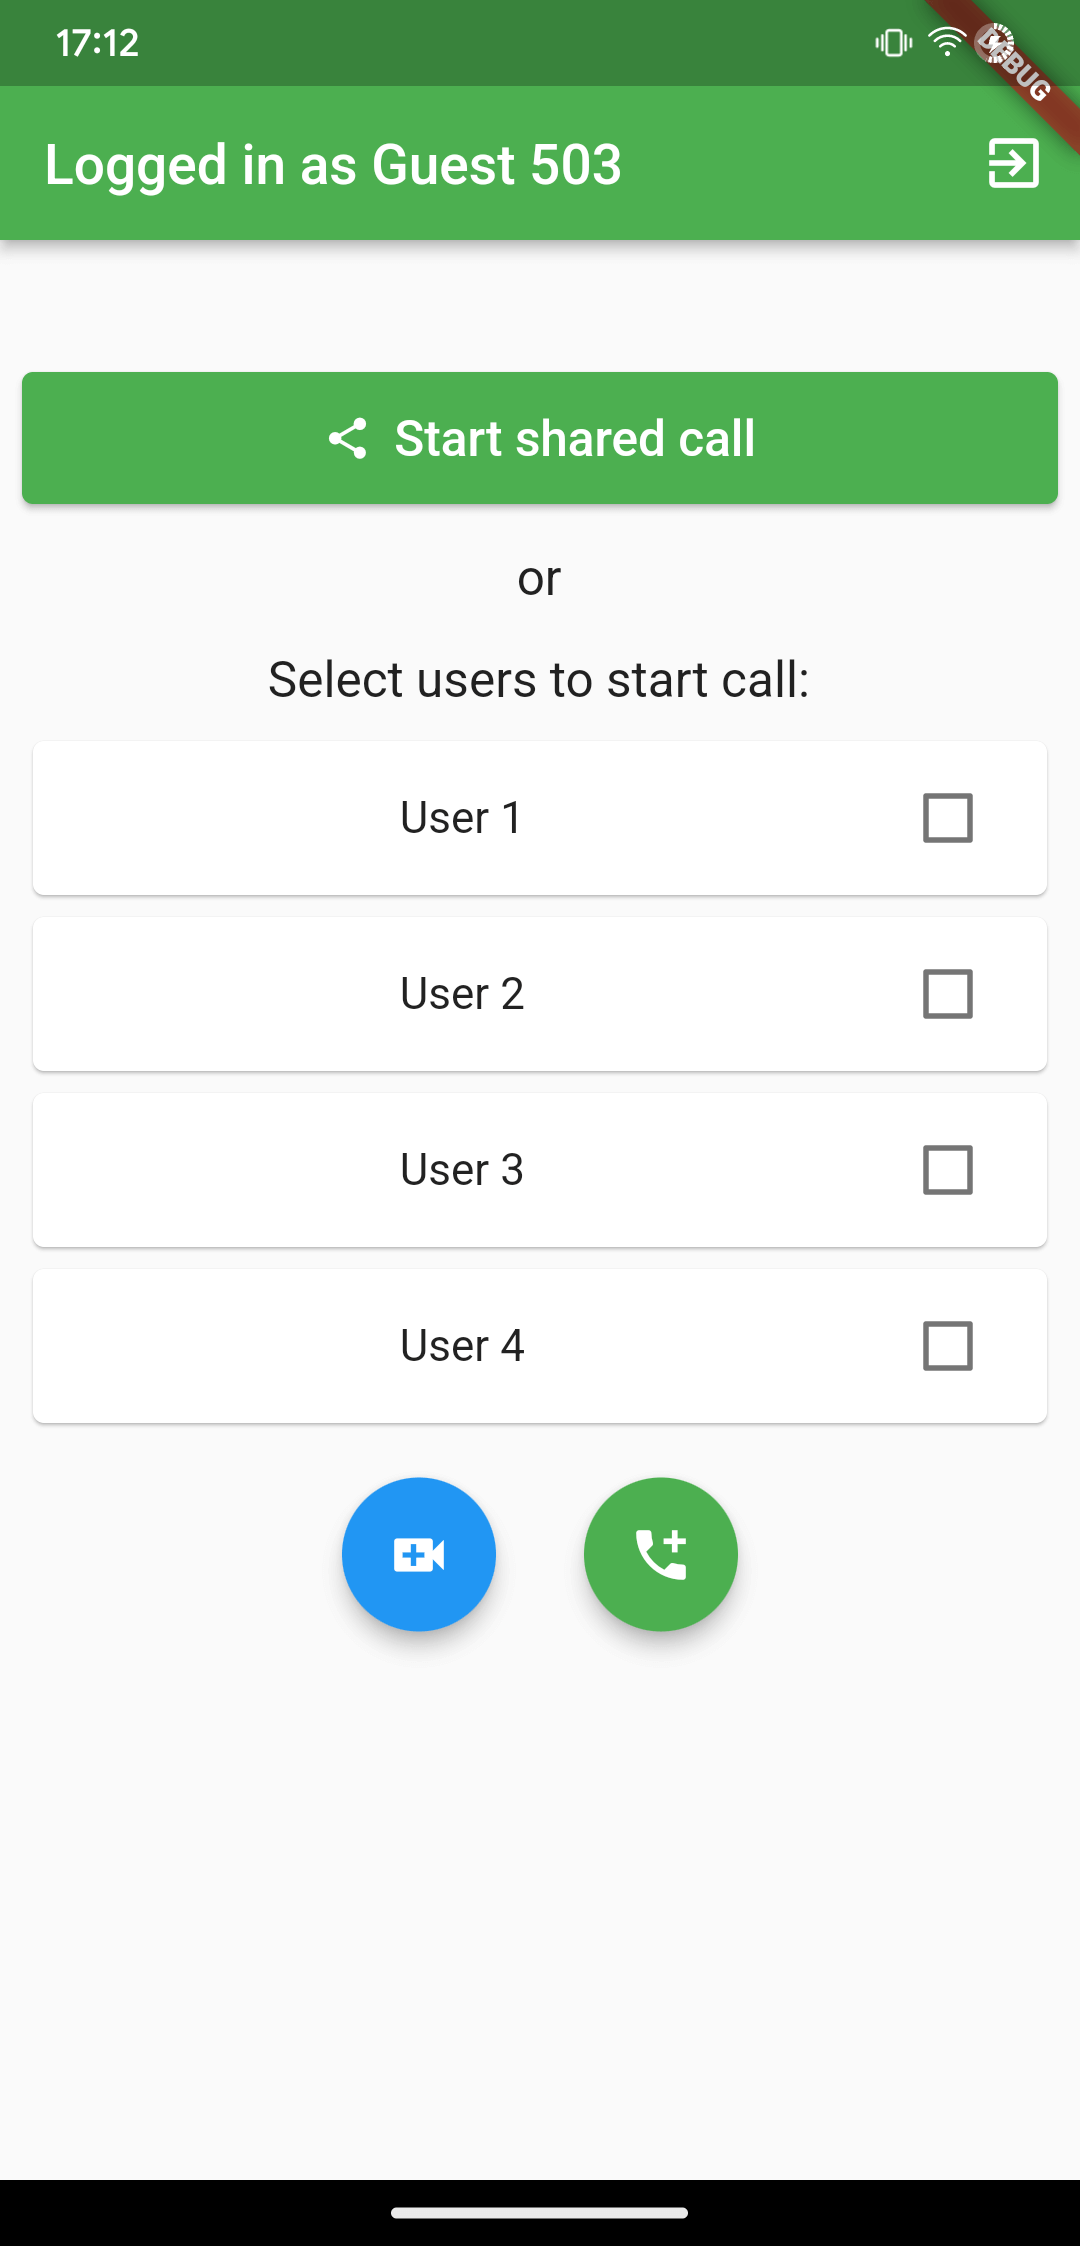 17:12
DEBUG
Logged in as Guest 503
Start shared call
or
Select users to start call:
User 1
User 2
User 3
User 4